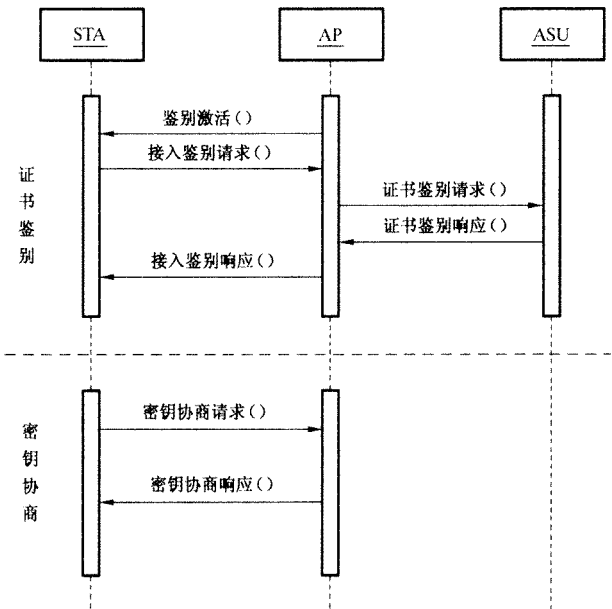 STA
AP
ASU
鉴别激活()
接入鉴别请求()
证书鉴别请求()
证书鉴别响应()
接入鉴别响应()
证书鉴别
密钥协商请求()
密钥协商响应()
密钥协商